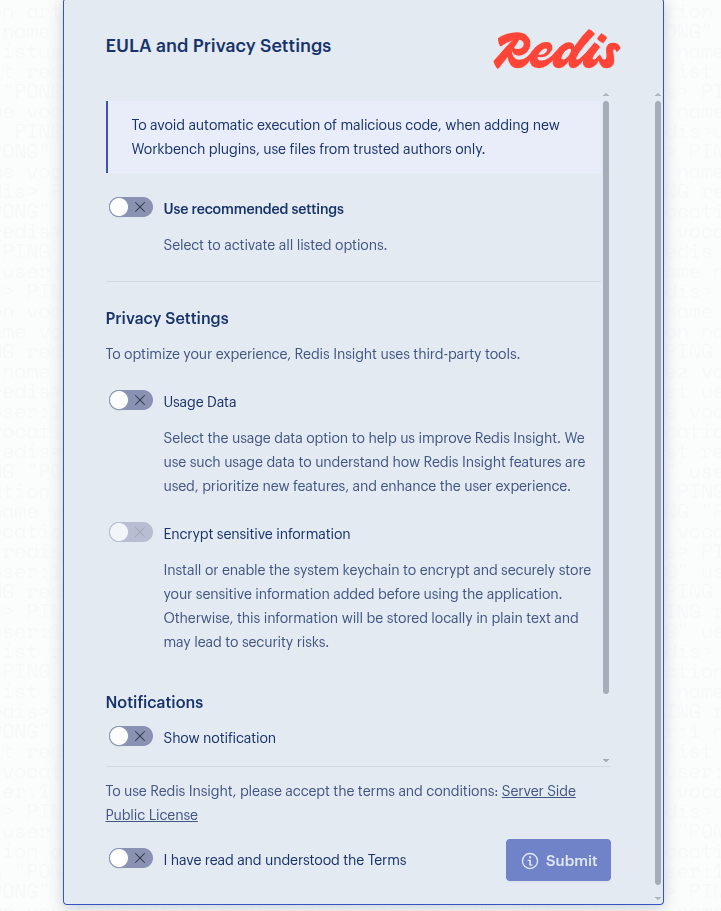 EULA and Privacy Settings
Redis
To avoid automatic execution of malicious code, when adding new
Workbench plugins, use files from trusted authors only.
Use recommended settings
Select to activate all listed options.
Privacy Settings
To optimize your experience, Redis Insight uses third-party tools.
Usage Data
Select the usage data option to help us improve Redis Insight. We
use such usage data to understand how Redis Insight features are
used, prioritize new features, and enhance the user experience.
Encrypt sensitive information
Install or enable the system keychain to encrypt and securely store
your sensitive information added before using the application.
Otherwise, this information will be stored locally in plain text and
may lead to security risks.
Notifications
Show notification
To use Redis Insight, please accept the terms and conditions: Server Side
Public License
I have read and understood the Terms
Submit